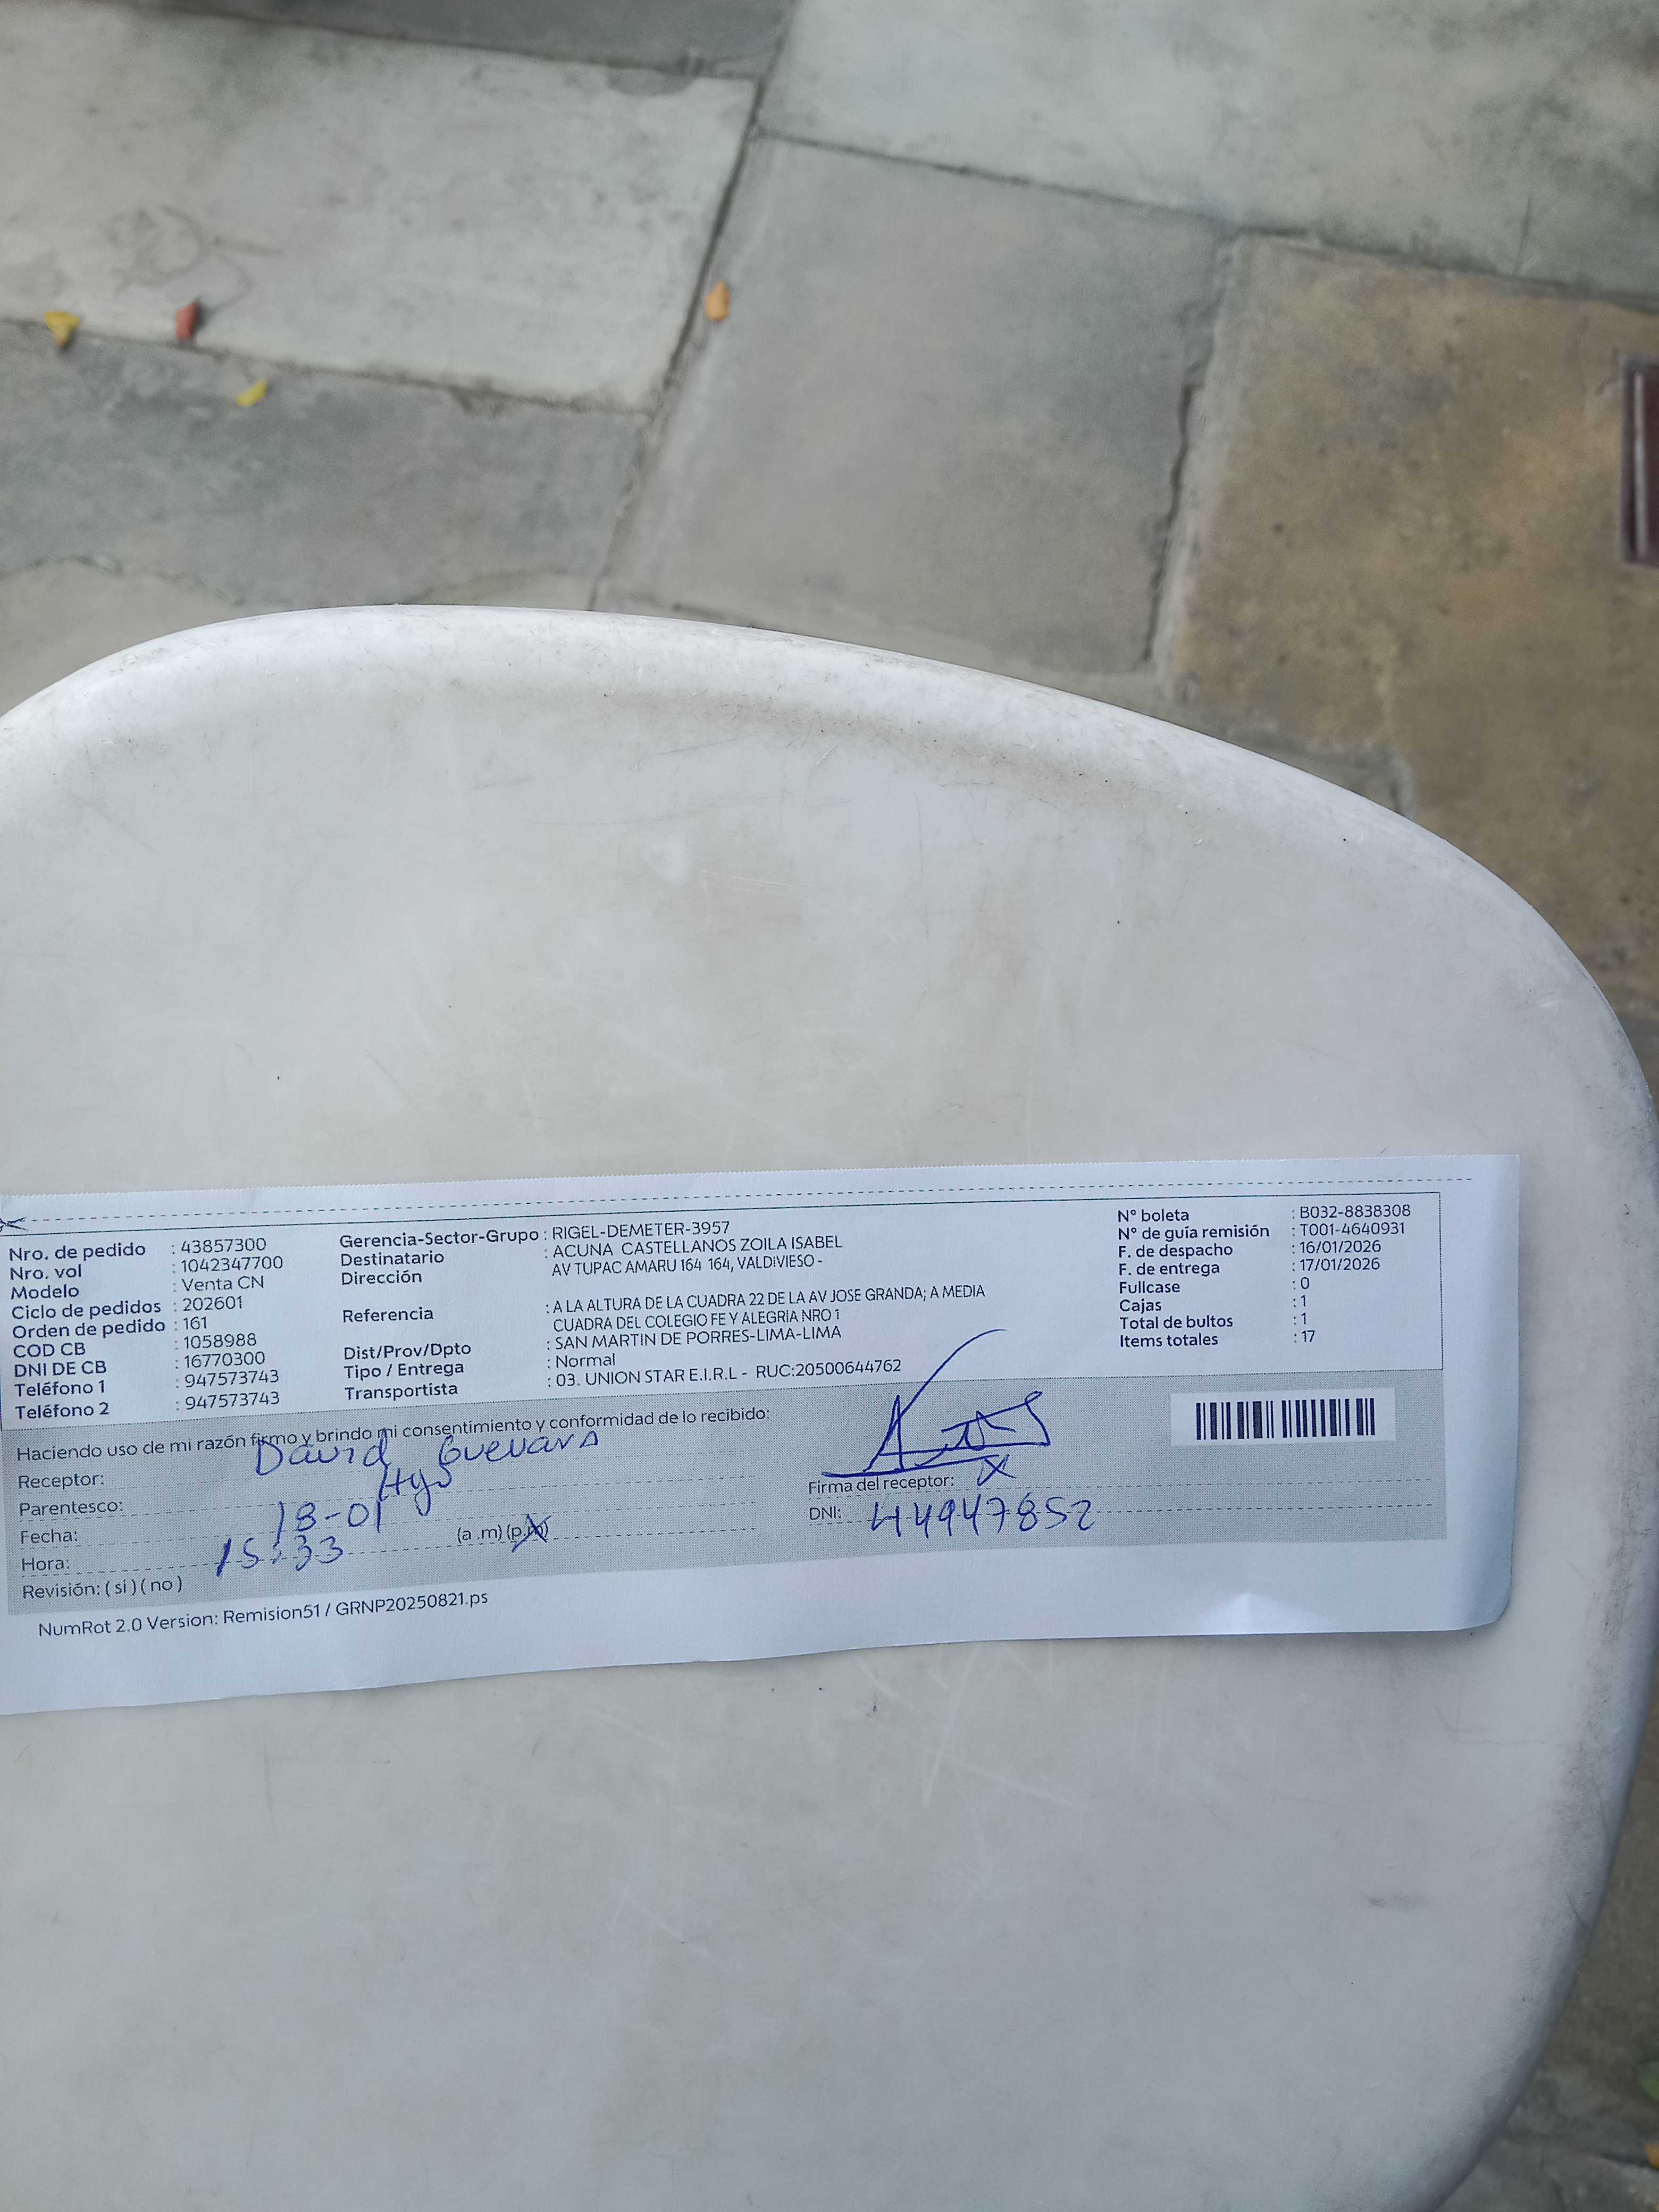 Nro. de pedido : 43857300
Nro. vol : 1042347700
Modelo : Venta CN
Ciclo de pedidos : 202601
Orden de pedido : 161
COD CB : 1058988
DNI DE CB : 16770300
Teléfono 1 : 947573743
Teléfono 2 : 947573743
Gerencia-Sector-Grupo : RIGEL-DEMETER-3957
Destinatario : ACUNA CASTELLANOS ZOILA ISABEL
Dirección AV TUPAC AMARU 164 164, VALDIVIESO -
Referencia : A LA ALTURA DE LA CUADRA 22 DE LA AV JOSE GRANDA; A MEDIA
CUADRA DEL COLEGIO FE Y ALEGRIA NRO 1
Dist/Prov/Dpto : SAN MARTIN DE PORRES-LIMA-LIMA
Tipo / Entrega : Normal
Transportista : 03. UNION STAR E.I.R.L - RUC:20500644762
N° boleta : B032-8838308
N° de guía remisión : T001-4640931
F. de despacho : 16/01/2026
F. de entrega : 17/01/2026
Fullcase : 0
Cajas : 1
Total de bultos : 1
Items totales : 17
Haciendo uso de mi razón firmo y brindo mi consentimiento y conformidad de lo recibido:
Receptor: David Guevara
Parentesco: Hyo
Fecha: 18-01
Hora: 15:33 (a .m) (p.m)
Revisión: ( si ) ( no )
Firma del receptor:
DNI: 44947852
NumRot 2.0 Version: Remision51 / GRNP20250821.ps